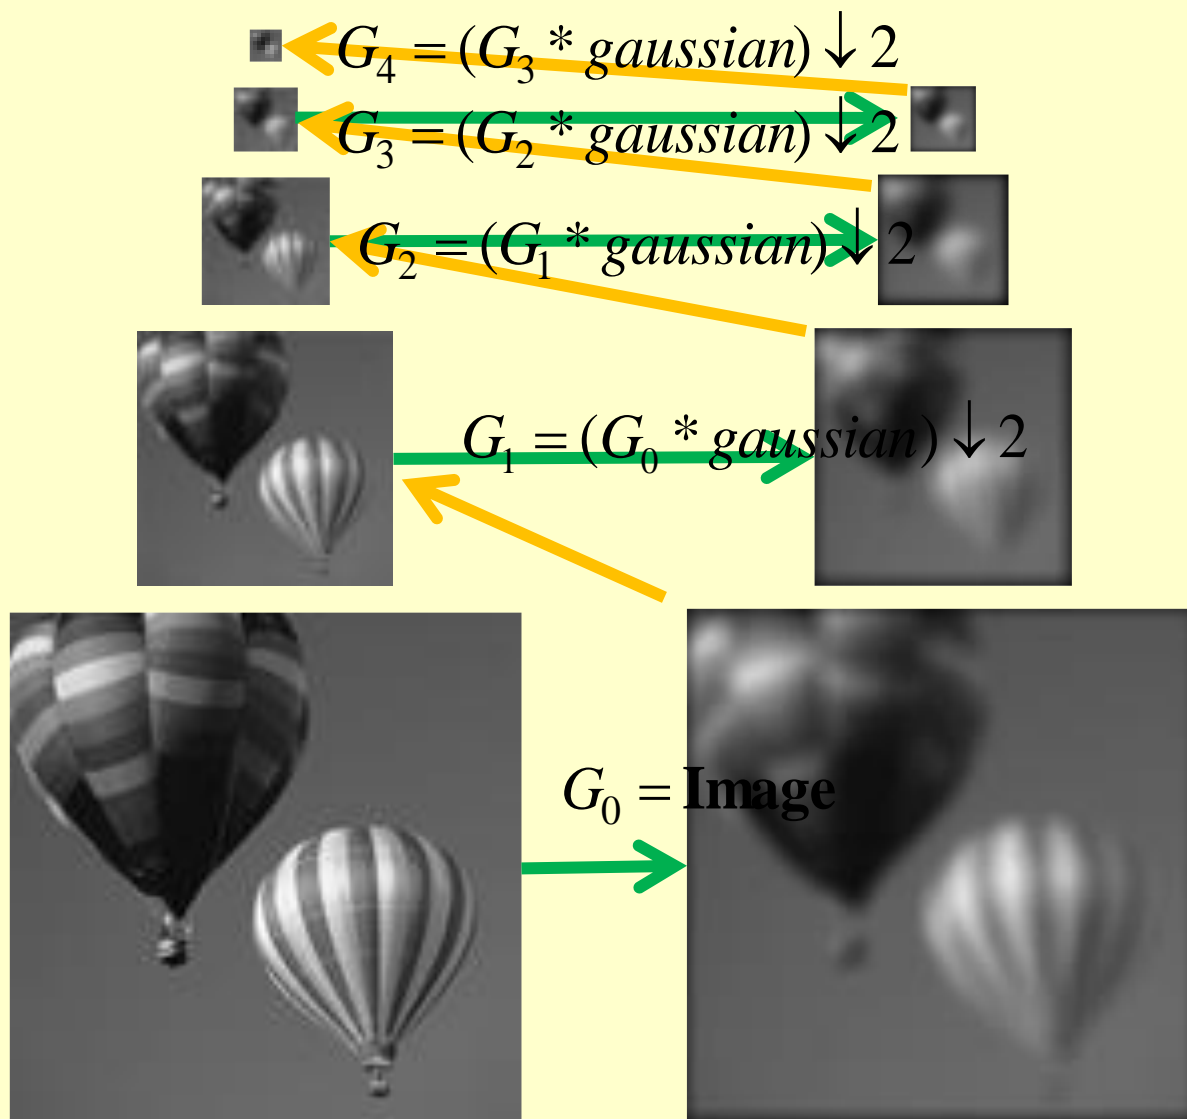 G₄ = (G₃ * gaussian) ↓ 2
G₃ = (G₂ * gaussian) ↓ 2
G₂ = (G₁ * gaussian) ↓ 2
G₁ = (G₀ * gaussian) ↓ 2
G₀ = Image